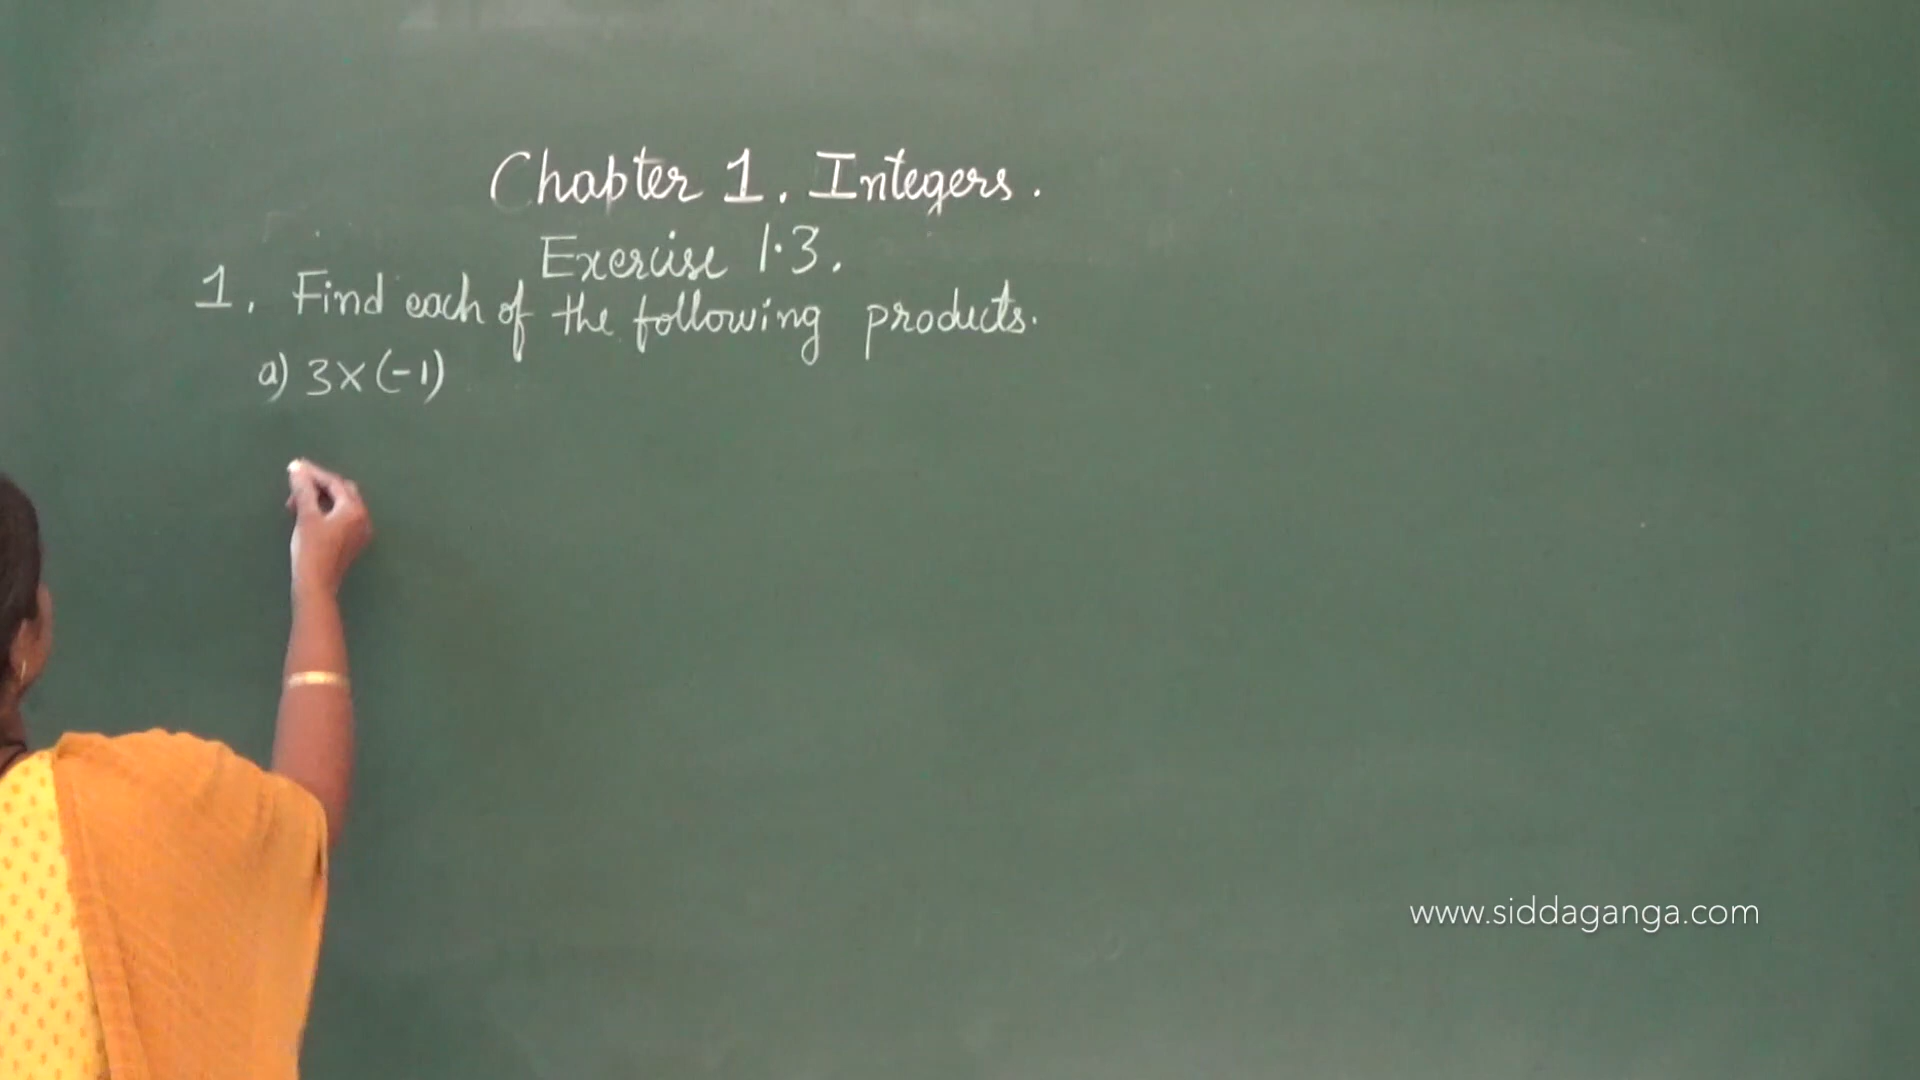 Chapter 1. Integers.
Exercise 1.3.
1. Find each of the following products.
a) 3×(-1)
www.siddaganga.com